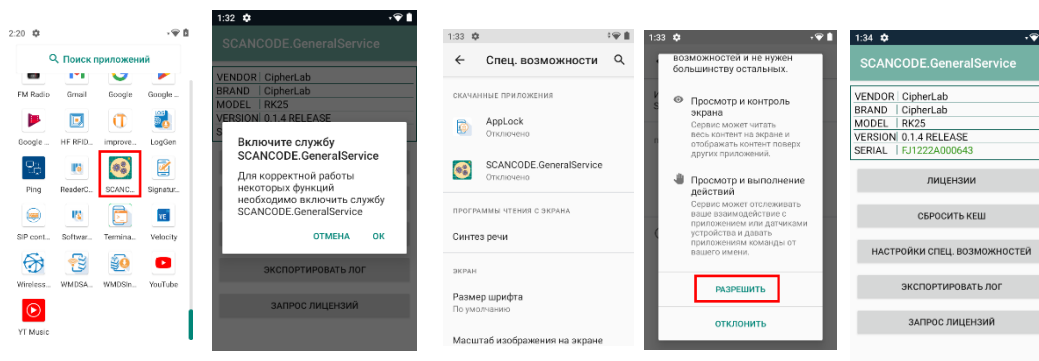 2:20
Поиск приложений
FM Radio
Gmail
Google
Google ...
Google ...
HF RFID...
improve...
LogGen
Ping
ReaderC...
SCANC...
Signatur...
SIP cont...
Softwar...
Termina...
Velocity
Wireless...
WMDSA...
WMDSIn...
YouTube
YT Music
1:32
SCANCODE.GeneralService
VENDOR CipherLab
BRAND CipherLab
MODEL RK25
VERSION 0.1.4 RELEASE
Включите службу
SCANCODE.GeneralService
Для корректной работы
некоторых функций
необходимо включить службу
SCANCODE.GeneralService
ОТМЕНА ОК
ЭКСПОРТИРОВАТЬ ЛОГ
ЗАПРОС ЛИЦЕНЗИЙ
1:33
Спец. возможности
СКАЧАННЫЕ ПРИЛОЖЕНИЯ
AppLock
Отключено
SCANCODE.GeneralService
Отключено
ПРОГРАММЫ ЧТЕНИЯ С ЭКРАНА
Синтез речи
ЭКРАН
Размер шрифта
По умолчанию
Масштаб изображения на экране
1:33
возможностей и не нужен
большинству остальных.
Просмотр и контроль
экрана
Сервис может читать
весь контент на экране и
отображать контент поверх
других приложений.
Просмотр и выполнение
действий
Сервис может отслеживать
ваше взаимодействие с
приложением или датчиками
устройства и давать
приложениям команды от
вашего имени.
РАЗРЕШИТЬ
ОТКЛОНИТЬ
1:34
SCANCODE.GeneralService
VENDOR CipherLab
BRAND CipherLab
MODEL RK25
VERSION 0.1.4 RELEASE
SERIAL FJ1222A000643
ЛИЦЕНЗИИ
СБРОСИТЬ КЕШ
НАСТРОЙКИ СПЕЦ. ВОЗМОЖНОСТЕЙ
ЭКСПОРТИРОВАТЬ ЛОГ
ЗАПРОС ЛИЦЕНЗИЙ